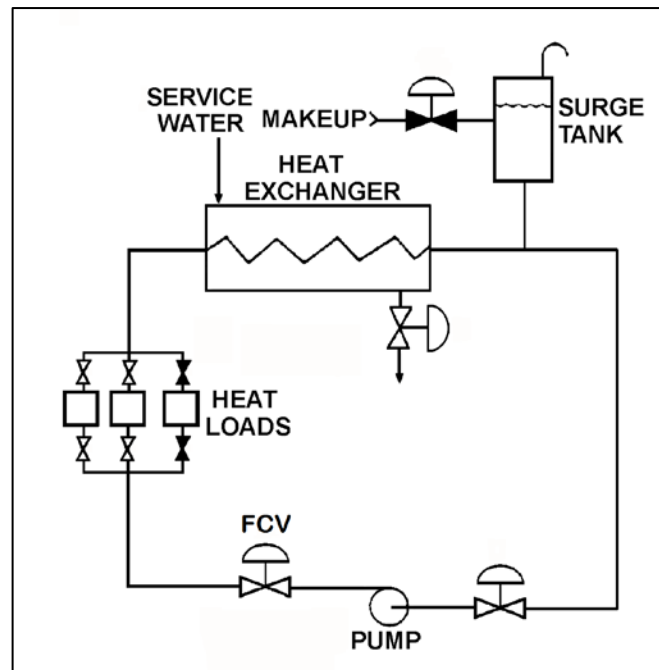 SERVICE
WATER
MAKEUP
SURGE
TANK
HEAT
EXCHANGER
HEAT
LOADS
FCV
PUMP